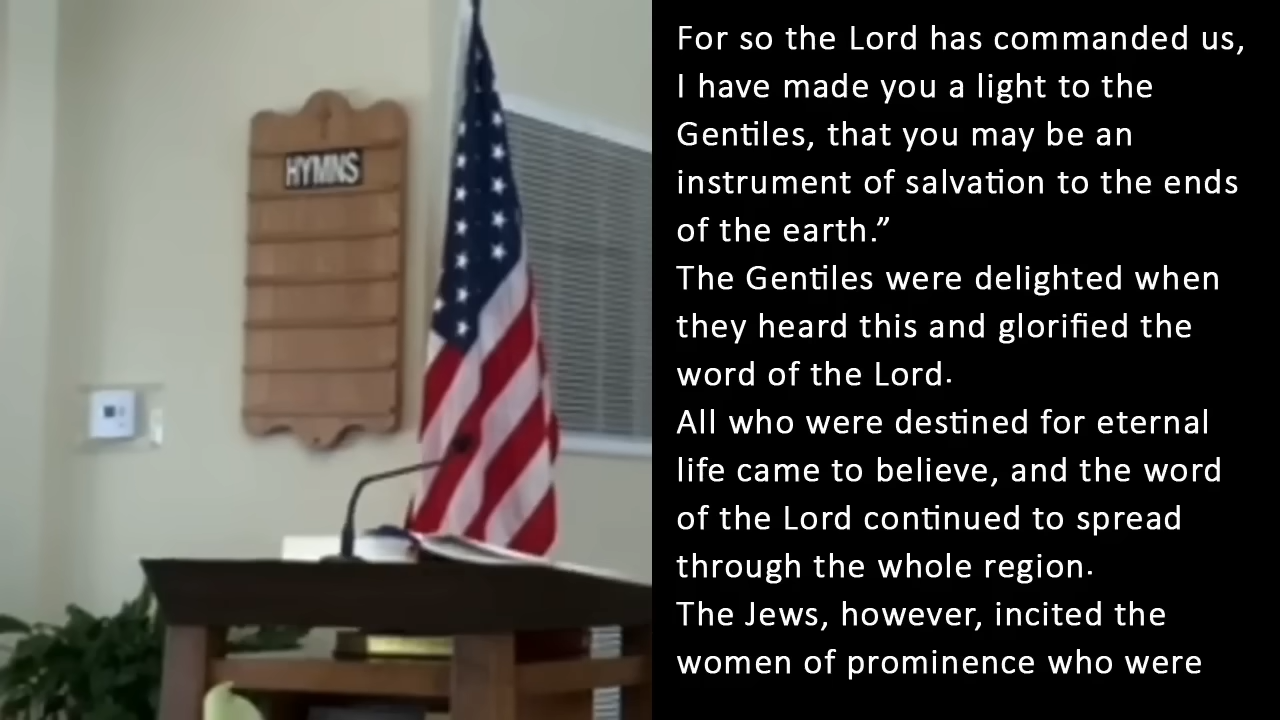 HYMNS
For so the Lord has commanded us,
I have made you a light to the
Gentiles, that you may be an
instrument of salvation to the ends
of the earth.”
The Gentiles were delighted when
they heard this and glorified the
word of the Lord.
All who were destined for eternal
life came to believe, and the word
of the Lord continued to spread
through the whole region.
The Jews, however, incited the
women of prominence who were